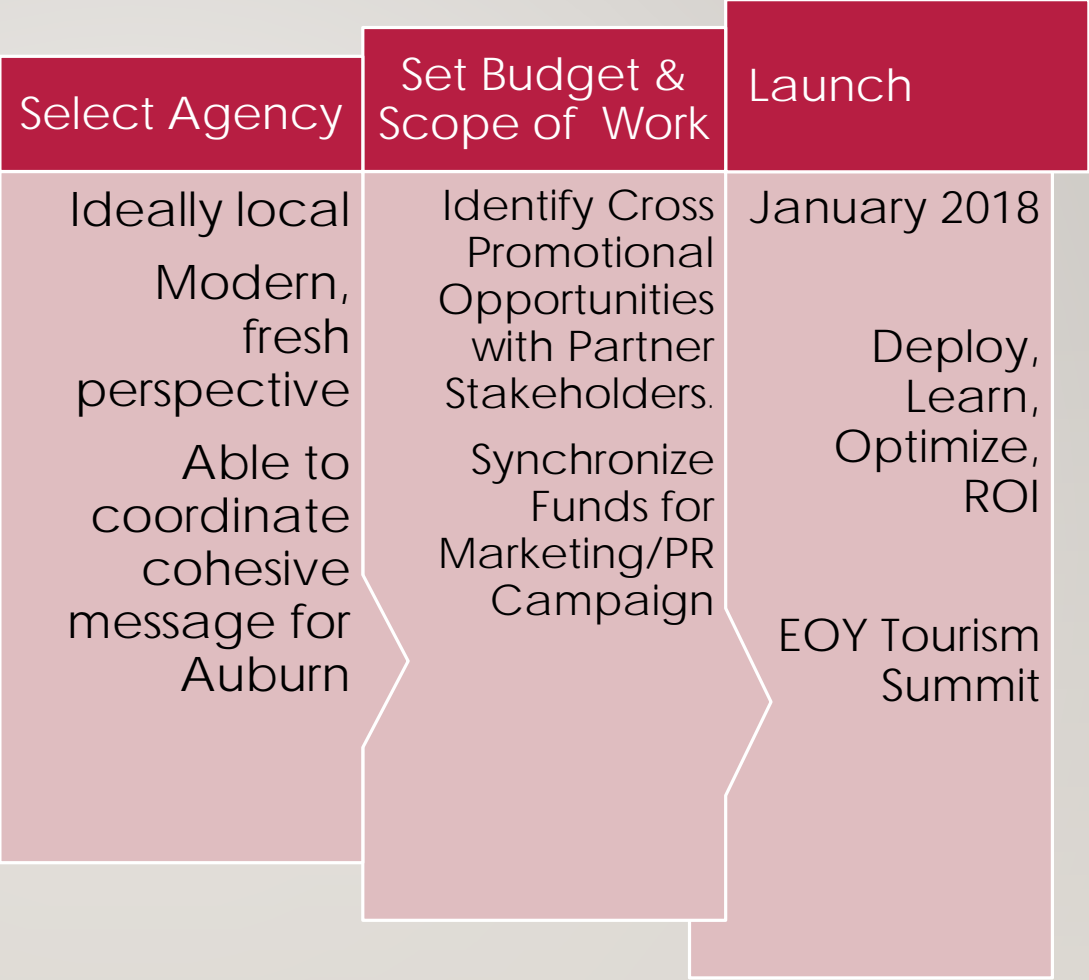 Select Agency
Ideally local
Modern,
fresh
perspective
Able to
coordinate
cohesive
message for
Auburn
Set Budget &
Scope of Work
Identify Cross
Promotional
Opportunities
with Partner
Stakeholders.
Synchronize
Funds for
Marketing/PR
Campaign
Launch
January 2018
Deploy,
Learn,
Optimize,
ROI
EOY Tourism
Summit